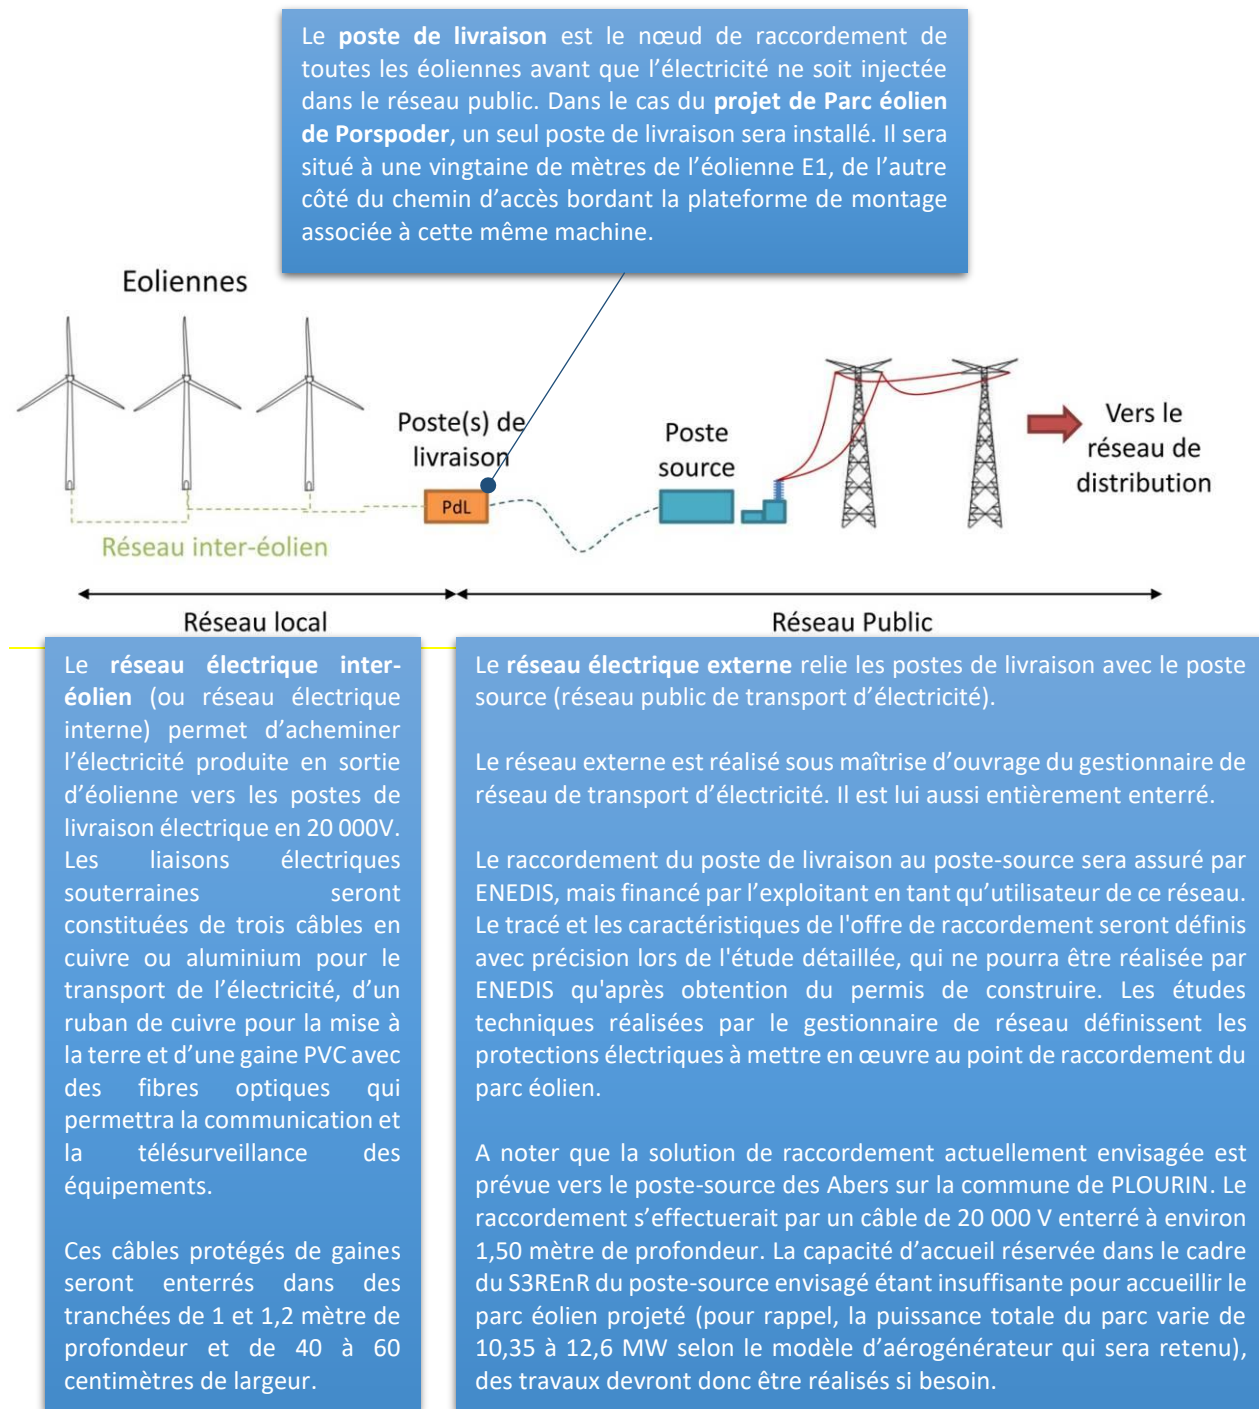 Le poste de livraison est le nœud de raccordement de
toutes les éoliennes avant que l’électricité ne soit injectée
dans le réseau public. Dans le cas du projet de Parc éolien
de Porspoder, un seul poste de livraison sera installé. Il sera
situé à une vingtaine de mètres de l’éolienne E1, de l’autre
côté du chemin d’accès bordant la plateforme de montage
associée à cette même machine.
Eoliennes
Poste(s) de
livraison
PdL
Poste
source
Vers le
réseau de
distribution
Réseau inter-éolien
Réseau local
Réseau Public
Le réseau électrique inter-
éolien (ou réseau électrique
interne) permet d’acheminer
l’électricité produite en sortie
d’éolienne vers les postes de
livraison électrique en 20 000V.
Les liaisons électriques
souterraines seront
constituées de trois câbles en
cuivre ou aluminium pour le
transport de l’électricité, d’un
ruban de cuivre pour la mise à
la terre et d’une gaine PVC avec
des fibres optiques qui
permettra la communication et
la télésurveillance des
équipements.
Ces câbles protégés de gaines
seront enterrés dans des
tranchées de 1 et 1,2 mètre de
profondeur et de 40 à 60
centimètres de largeur.
Le réseau électrique externe relie les postes de livraison avec le poste
source (réseau public de transport d’électricité).
Le réseau externe est réalisé sous maîtrise d’ouvrage du gestionnaire de
réseau de transport d’électricité. Il est lui aussi entièrement enterré.
Le raccordement du poste de livraison au poste-source sera assuré par
ENEDIS, mais financé par l’exploitant en tant qu’utilisateur de ce réseau.
Le tracé et les caractéristiques de l'offre de raccordement seront définis
avec précision lors de l'étude détaillée, qui ne pourra être réalisée par
ENEDIS qu'après obtention du permis de construire. Les études
techniques réalisées par le gestionnaire de réseau définissent les
protections électriques à mettre en œuvre au point de raccordement du
parc éolien.
A noter que la solution de raccordement actuellement envisagée est
prévue vers le poste-source des Abers sur la commune de PLOURIN. Le
raccordement s’effectuerait par un câble de 20 000 V enterré à environ
1,50 mètre de profondeur. La capacité d’accueil réservée dans le cadre
du S3REnR du poste-source envisagé étant insuffisante pour accueillir le
parc éolien projeté (pour rappel, la puissance totale du parc varie de
10,35 à 12,6 MW selon le modèle d’aérogénérateur qui sera retenu),
des travaux devront donc être réalisés si besoin.